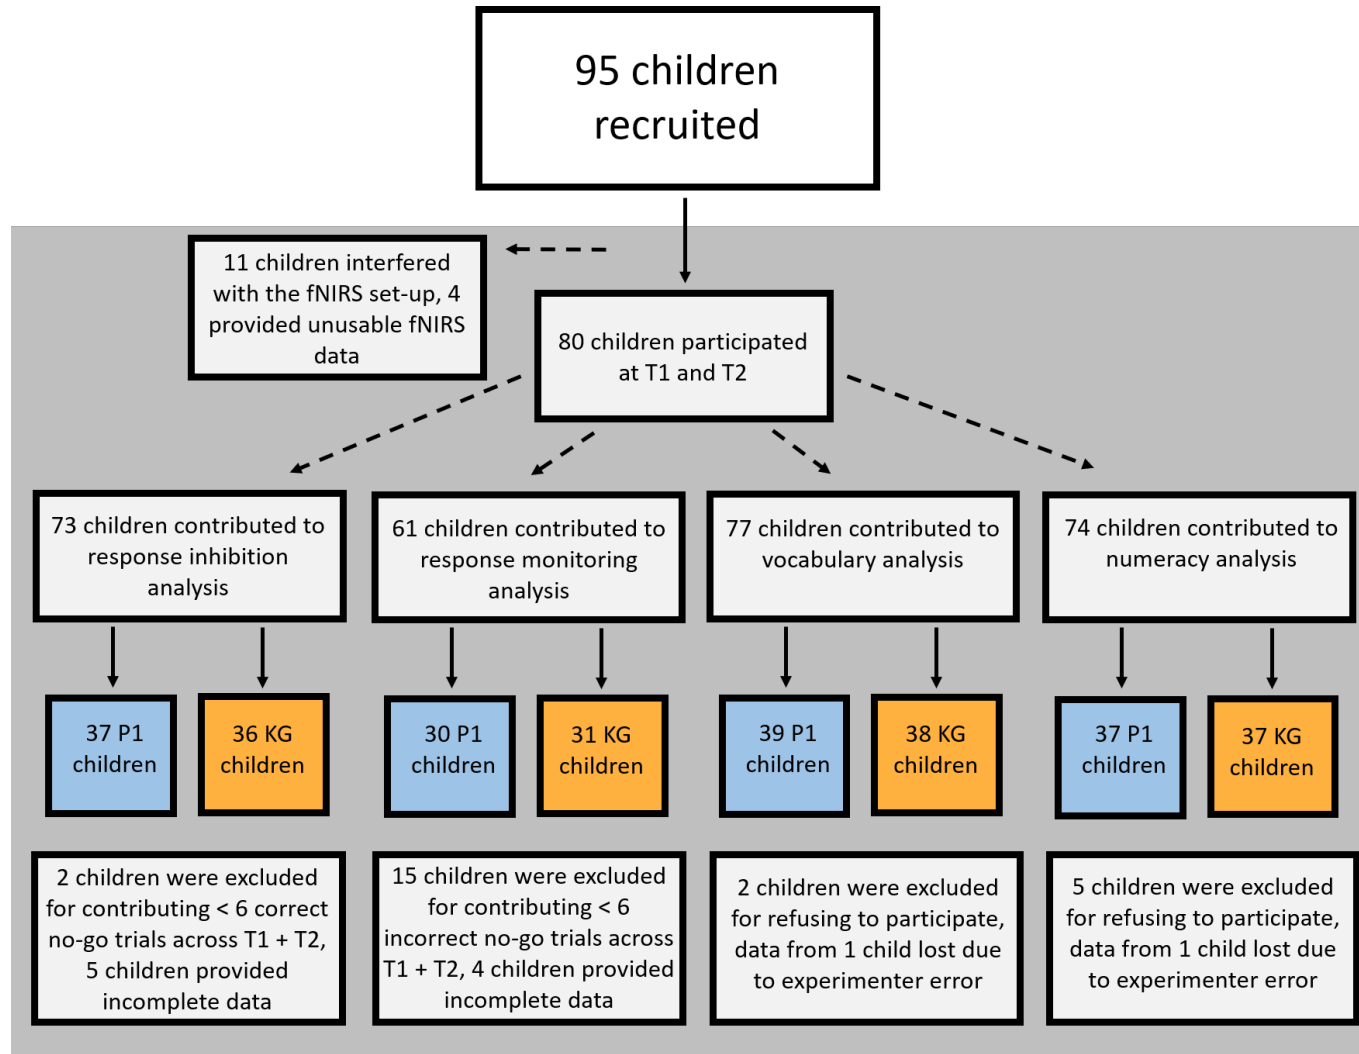 95 children
recruited
11 children interfered
with the fNIRS set-up, 4
provided unusable fNIRS
data
80 children participated
at T1 and T2
73 children contributed to
response inhibition
analysis
61 children contributed to
response monitoring
analysis
77 children contributed to
vocabulary analysis
74 children contributed to
numeracy analysis
37 P1
children
36 KG
children
30 P1
children
31 KG
children
39 P1
children
38 KG
children
37 P1
children
37 KG
children
2 children were excluded
for contributing < 6 correct
no-go trials across T1 + T2,
5 children provided
incomplete data
15 children were excluded
for contributing < 6
incorrect no-go trials across
T1 + T2, 4 children provided
incomplete data
2 children were excluded
for refusing to participate,
data from 1 child lost due
to experimenter error
5 children were excluded
for refusing to participate,
data from 1 child lost due
to experimenter error